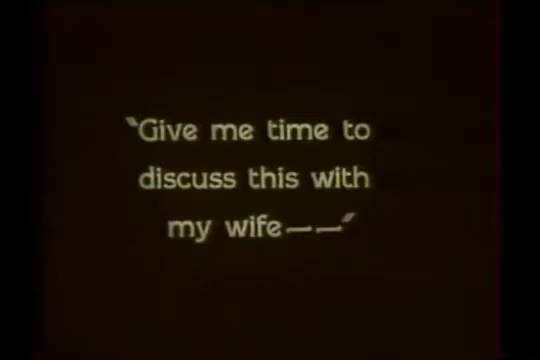 "Give me time to
discuss this with
my wife——"